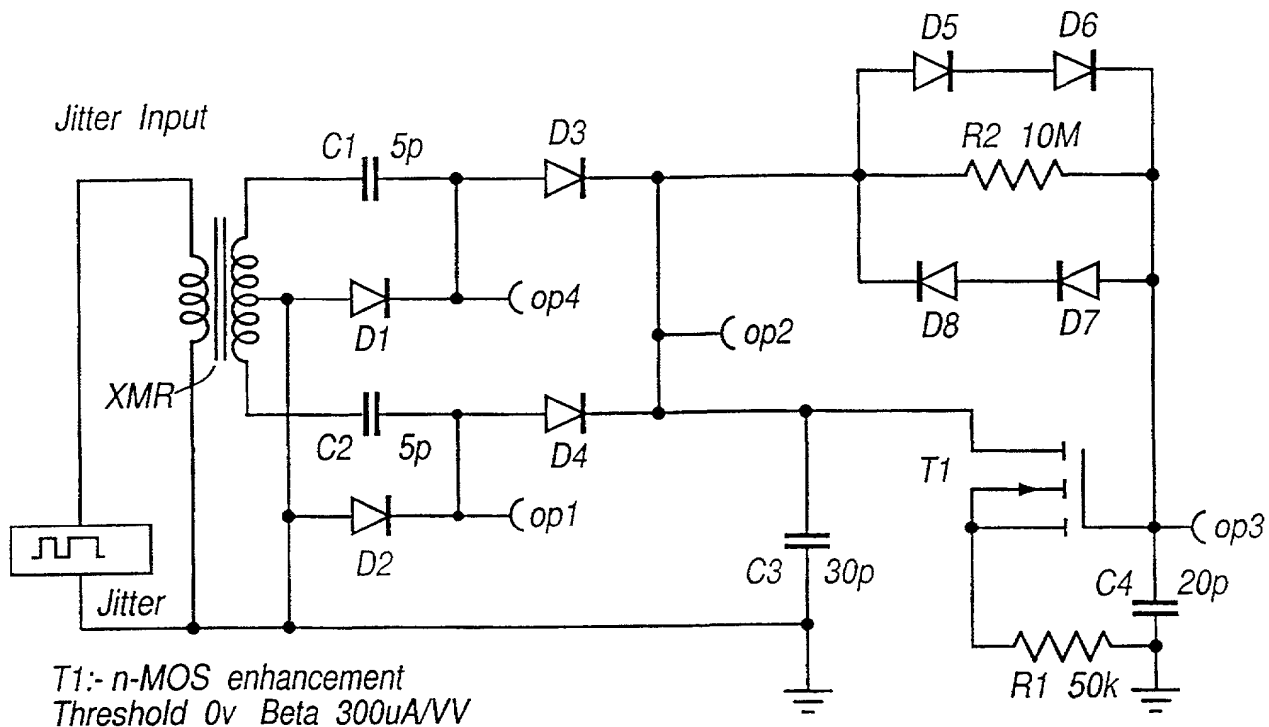 D5
D6
Jitter Input
C1 5p
D3
R2 10M
D1
op4
op2
D8
D7
XMR
C2 5p
D4
T1
op1
op3
D2
C3 30p
C4 20p
Jitter
R1 50k
T1:- n-MOS enhancement
Threshold 0v Beta 300uA/VV